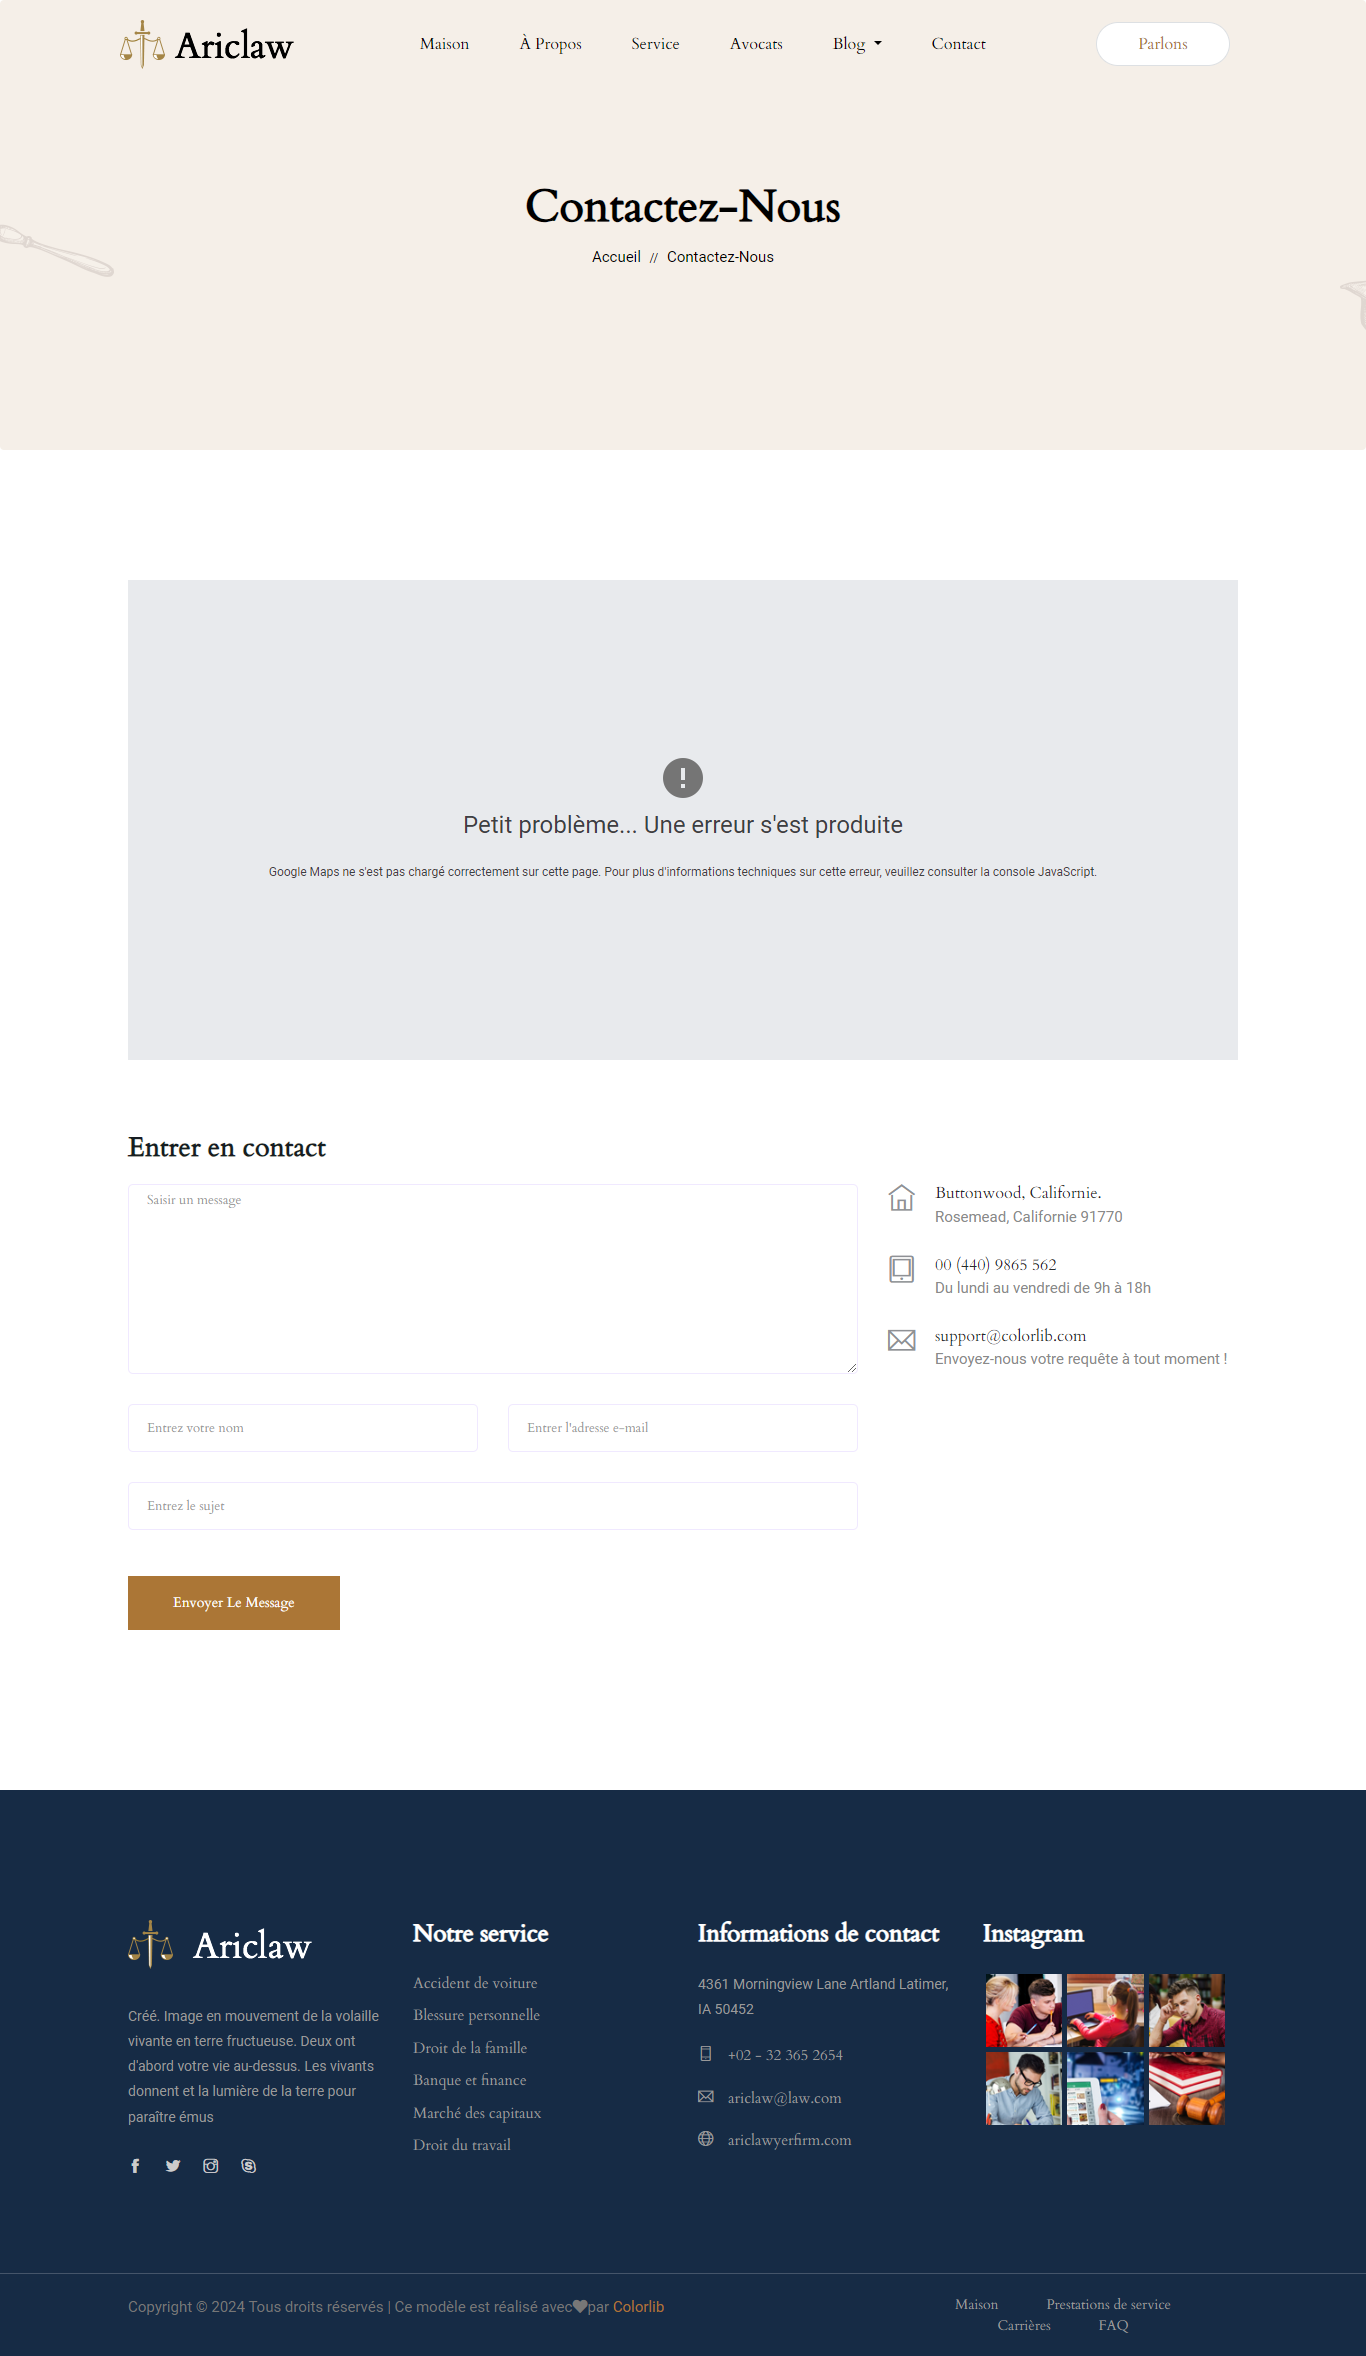 Ariclaw
Maison
À Propos
Service
Avocats
Blog
Contact
Parlons
Contactez-Nous
Accueil // Contactez-Nous
Petit problème... Une erreur s'est produite
Google Maps ne s'est pas chargé correctement sur cette page. Pour plus d'informations techniques sur cette erreur, veuillez consulter la console JavaScript.
Entrer en contact
Saisir un message
Entrez votre nom
Entrer l'adresse e-mail
Entrez le sujet
Envoyer Le Message
Buttonwood, Californie.
Rosemead, Californie 91770
00 (440) 9865 562
Du lundi au vendredi de 9h à 18h
support@colorlib.com
Envoyez-nous votre requête à tout moment !
Ariclaw
Créé. Image en mouvement de la volaille
vivante en terre fructueuse. Deux ont
d'abord votre vie au-dessus. Les vivants
donnent et la lumière de la terre pour
paraître émus
Notre service
Accident de voiture
Blessure personnelle
Droit de la famille
Banque et finance
Marché des capitaux
Droit du travail
Informations de contact
4361 Morningview Lane Artland Latimer,
IA 50452
+02 - 32 365 2654
ariclaw@law.com
ariclawyerfirm.com
Instagram
Copyright © 2024 Tous droits réservés | Ce modèle est réalisé avec par Colorlib
Maison
Prestations de service
Carrières
FAQ